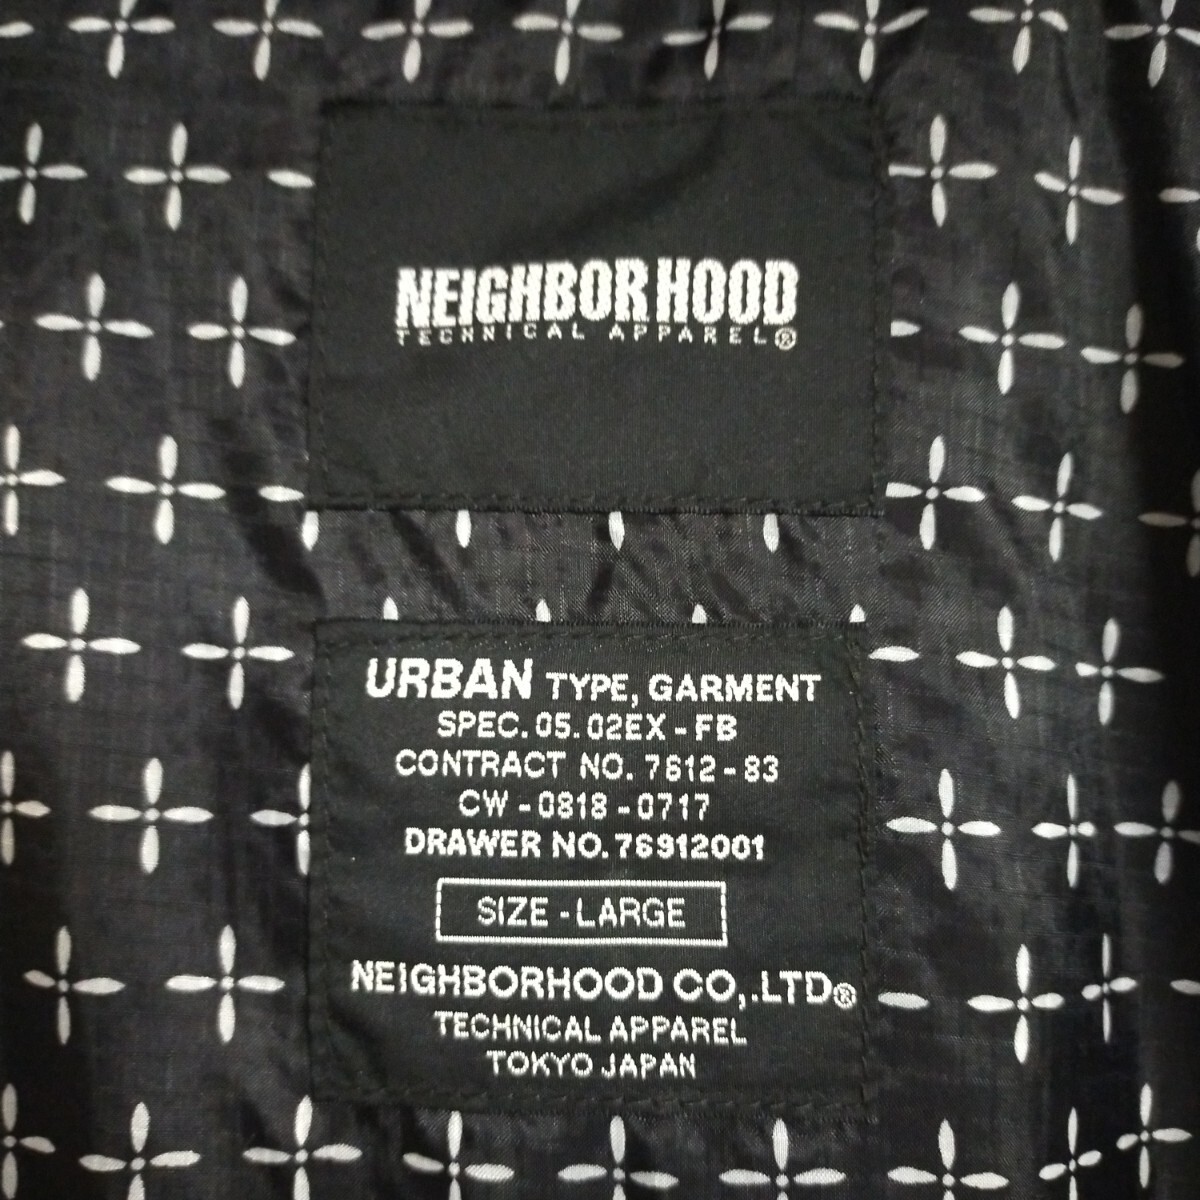 NEIGHBORHOOD
TECHNICAL APPAREL®
URBAN TYPE, GARMENT
SPEC. 05. 02EX - FB
CONTRACT NO. 7612 - 83
CW - 0818 - 0717
DRAWER NO. 76912001
SIZE - LARGE
NEIGHBORHOOD CO,.LTD®
TECHNICAL APPAREL
TOKYO JAPAN